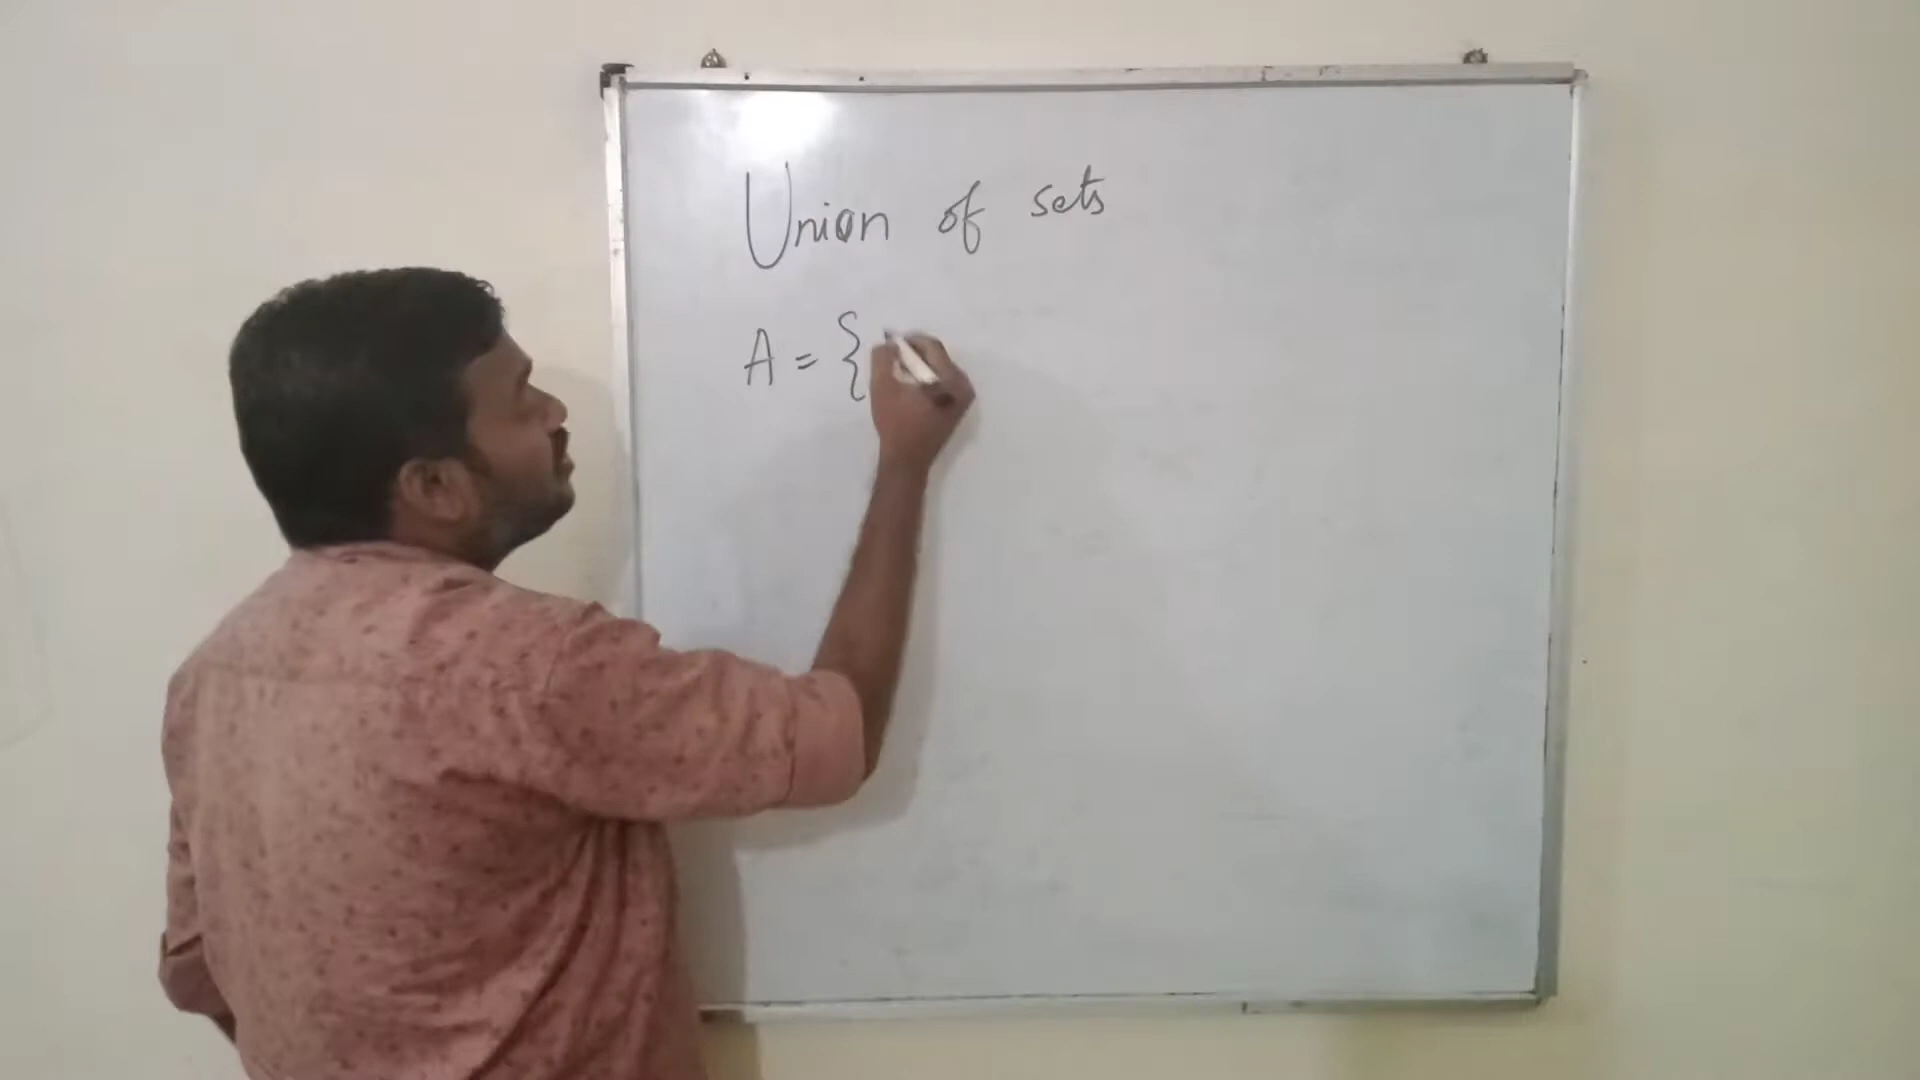 Union of sets
A = {